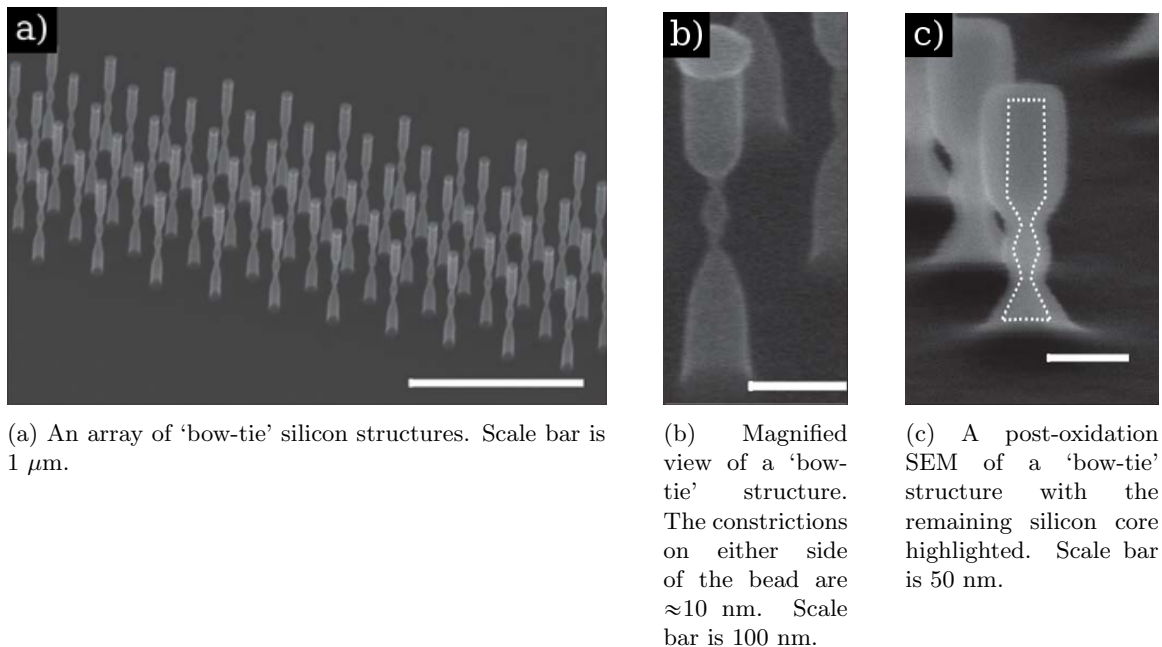 a)
b)
c)
(a) An array of ‘bow-tie’ silicon structures. Scale bar is
1 μm.
(b) Magnified
view of a ‘bow-
tie’ structure.
The constrictions
on either side
of the bead are
≈10 nm. Scale
bar is 100 nm.
(c) A post-oxidation
SEM of a ‘bow-tie’
structure with the
remaining silicon core
highlighted. Scale bar
is 50 nm.